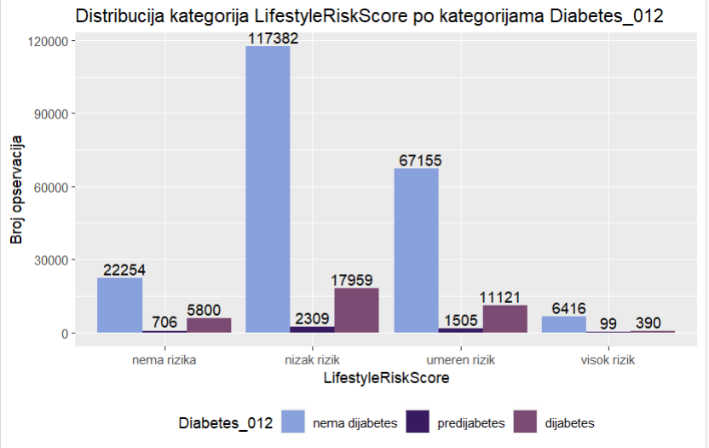 Distribucija kategorija LifestyleRiskScore po kategorijama Diabetes_012
120000
90000
60000
30000
0
Broj opservacija
22254
706
5800
117382
2309
17959
67155
1505
11121
6416
99
390
nema rizika
nizak rizik
umeren rizik
visok rizik
LifestyleRiskScore
Diabetes_012 nema dijabetes predijabetes dijabetes